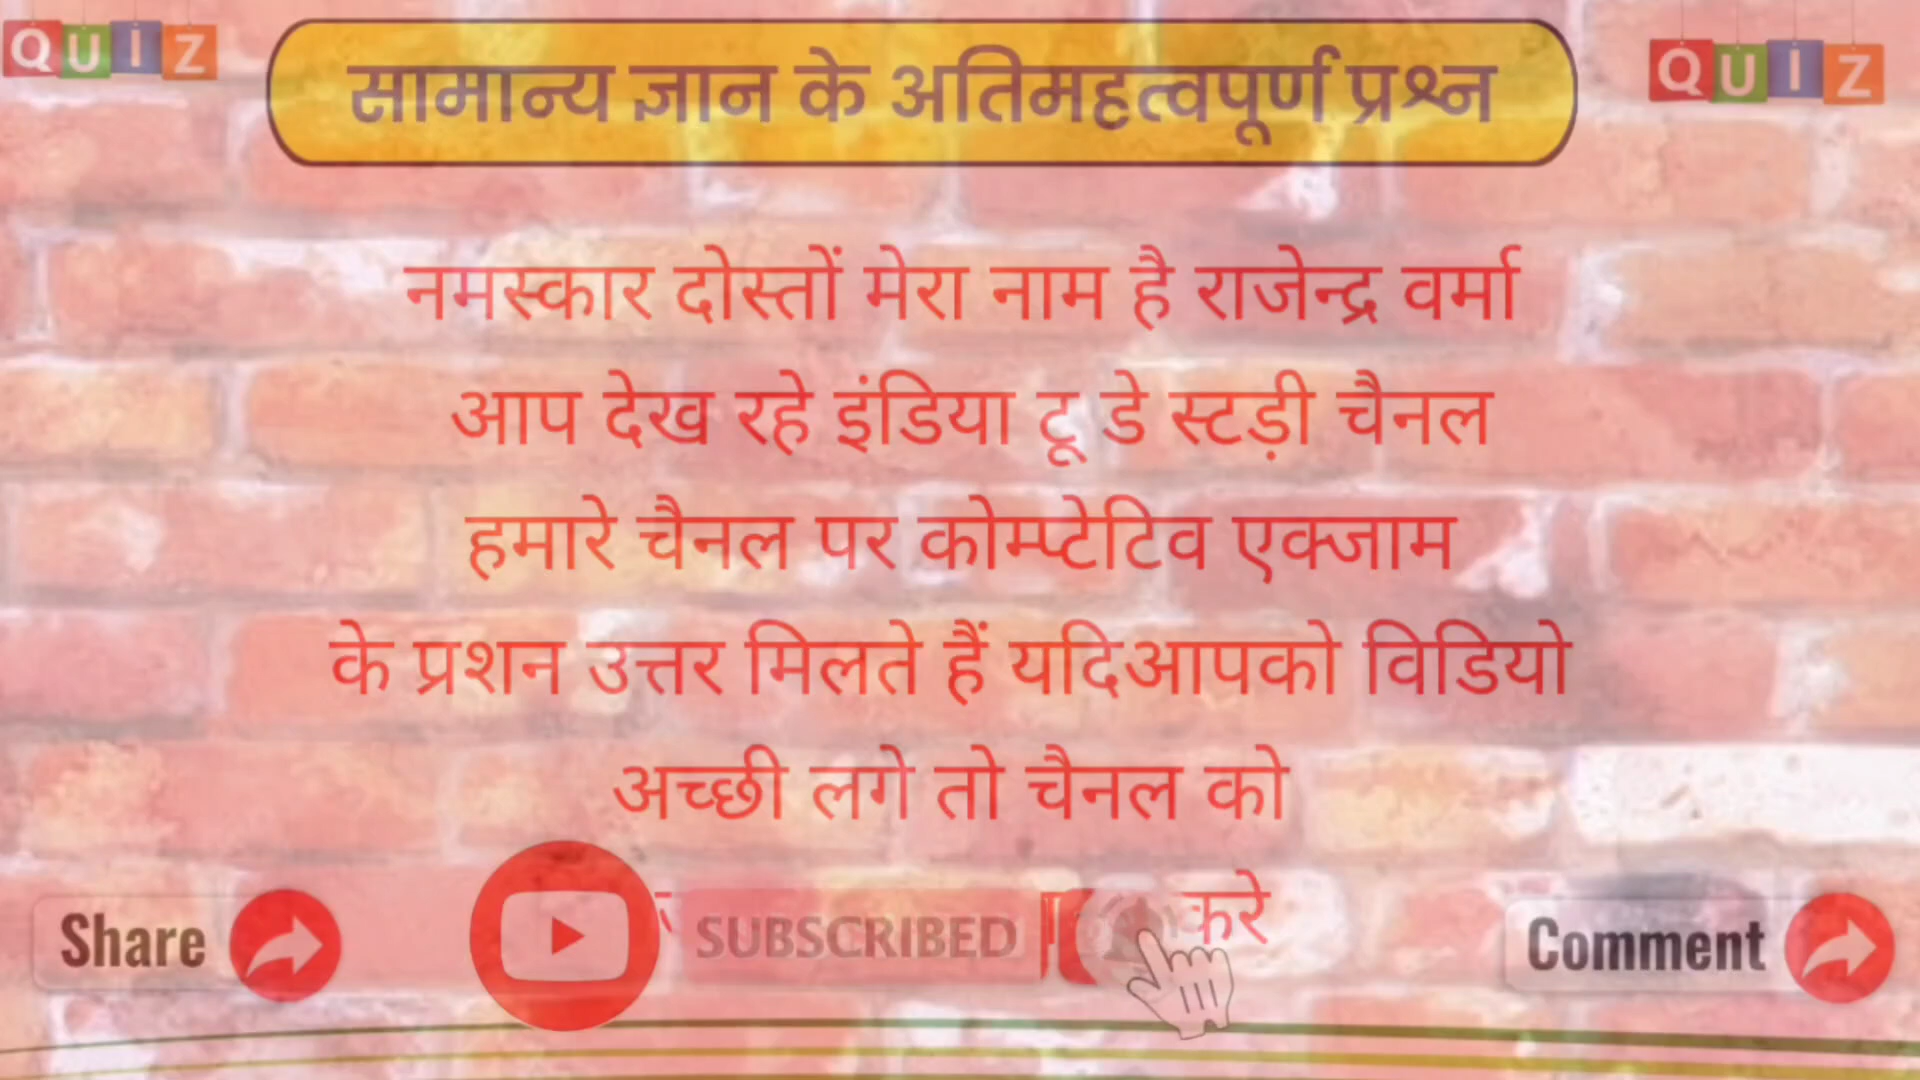 QUIZ
सामान्य ज्ञान के अतिमहत्वपूर्ण प्रश्न
QUIZ
नमस्कार दोस्तों मेरा नाम है राजेन्द्र वर्मा
आप देख रहे इंडिया टू डे स्टड़ी चैनल
हमारे चैनल पर कोम्प्टेटिव एक्जाम
के प्रशन उत्तर मिलते हैं यदिआपको विडियो
अच्छी लगे तो चैनल को
करे
Share
SUBSCRIBED
Comment